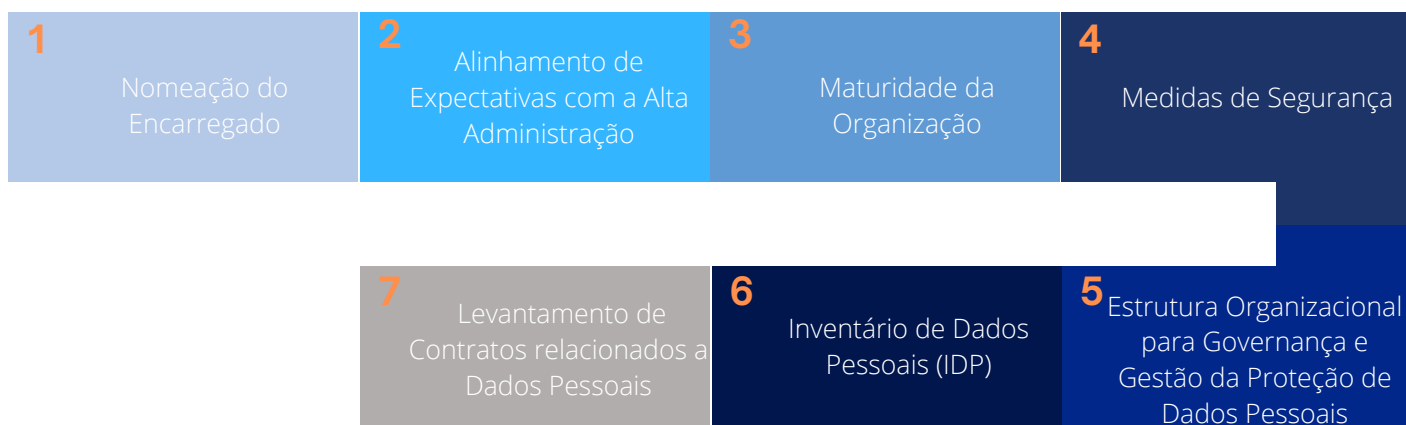 1
Nomeação do
Encarregado
2
Alinhamento de
Expectativas com a Alta
Administração
3
Maturidade da
Organização
4
Medidas de Segurança
5
Estrutura Organizacional
para Governança e
Gestão da Proteção de
Dados Pessoais
6
Inventário de Dados
Pessoais (IDP)
7
Levantamento de
Contratos relacionados a
Dados Pessoais